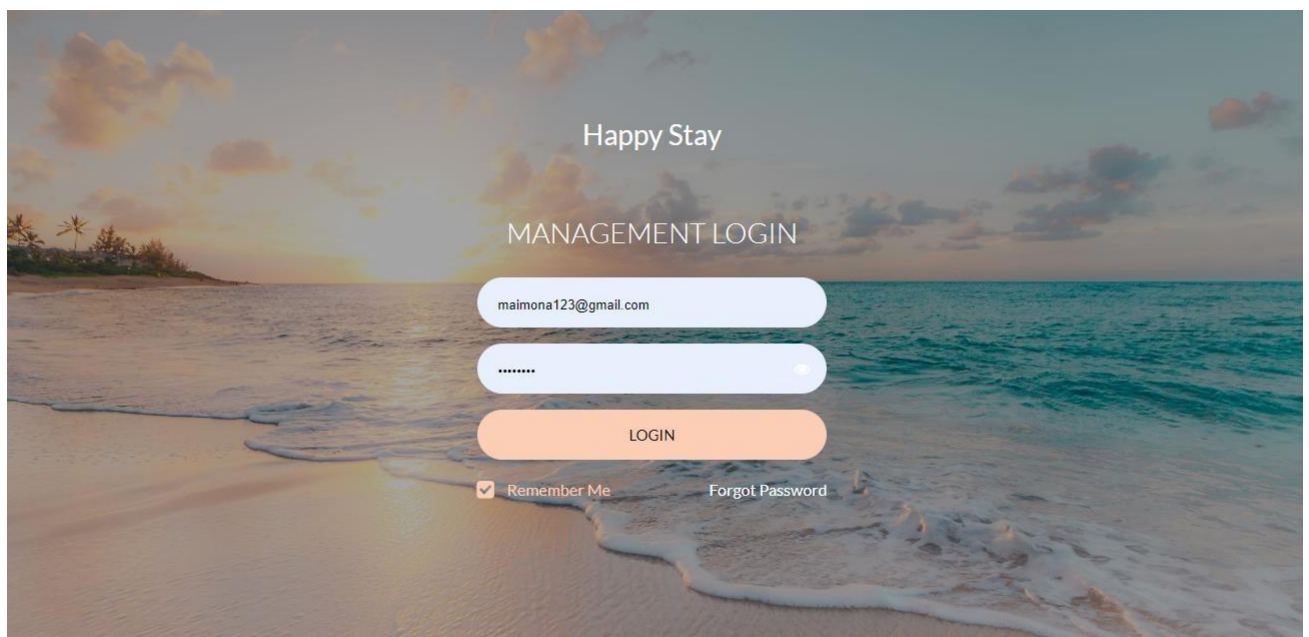 Happy Stay
MANAGEMENT LOGIN
maimona123@gmail.com
••••••••
LOGIN
Remember Me
Forgot Password